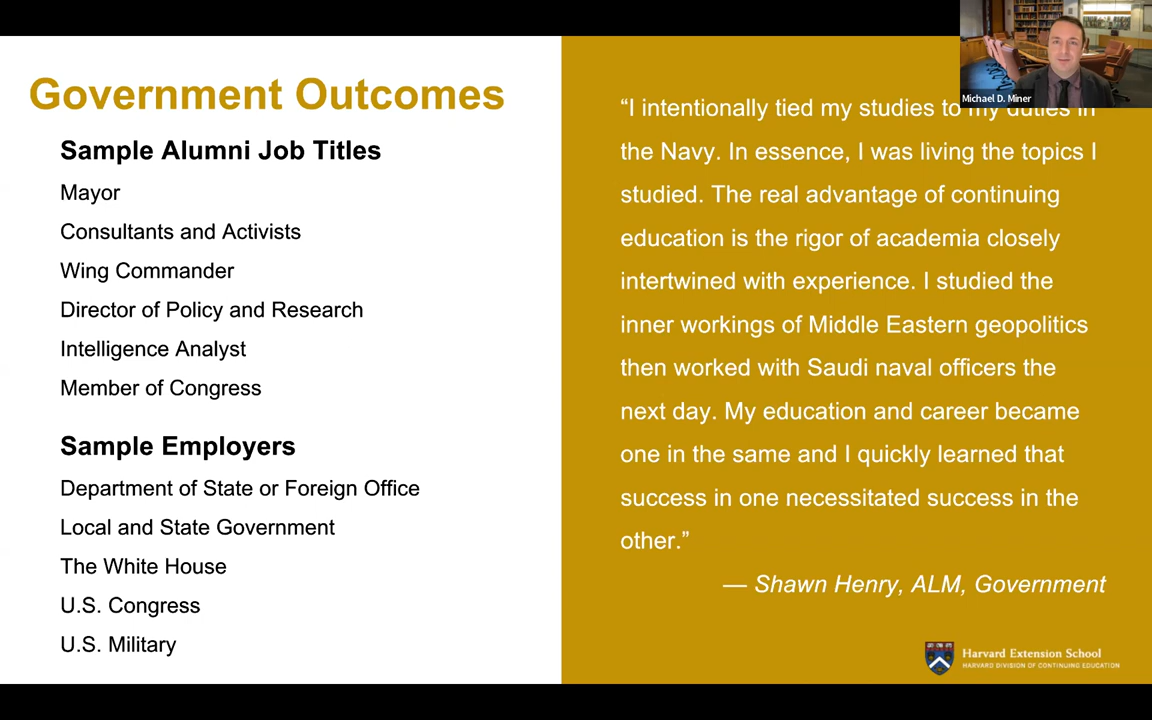 Government Outcomes
Sample Alumni Job Titles
Mayor
Consultants and Activists
Wing Commander
Director of Policy and Research
Intelligence Analyst
Member of Congress
Sample Employers
Department of State or Foreign Office
Local and State Government
The White House
U.S. Congress
U.S. Military
Michael D. Miner
“I intentionally tied my studies to my duties in
the Navy. In essence, I was living the topics I
studied. The real advantage of continuing
education is the rigor of academia closely
intertwined with experience. I studied the
inner workings of Middle Eastern geopolitics
then worked with Saudi naval officers the
next day. My education and career became
one in the same and I quickly learned that
success in one necessitated success in the
other.”
— Shawn Henry, ALM, Government
Harvard Extension School
HARVARD DIVISION OF CONTINUING EDUCATION